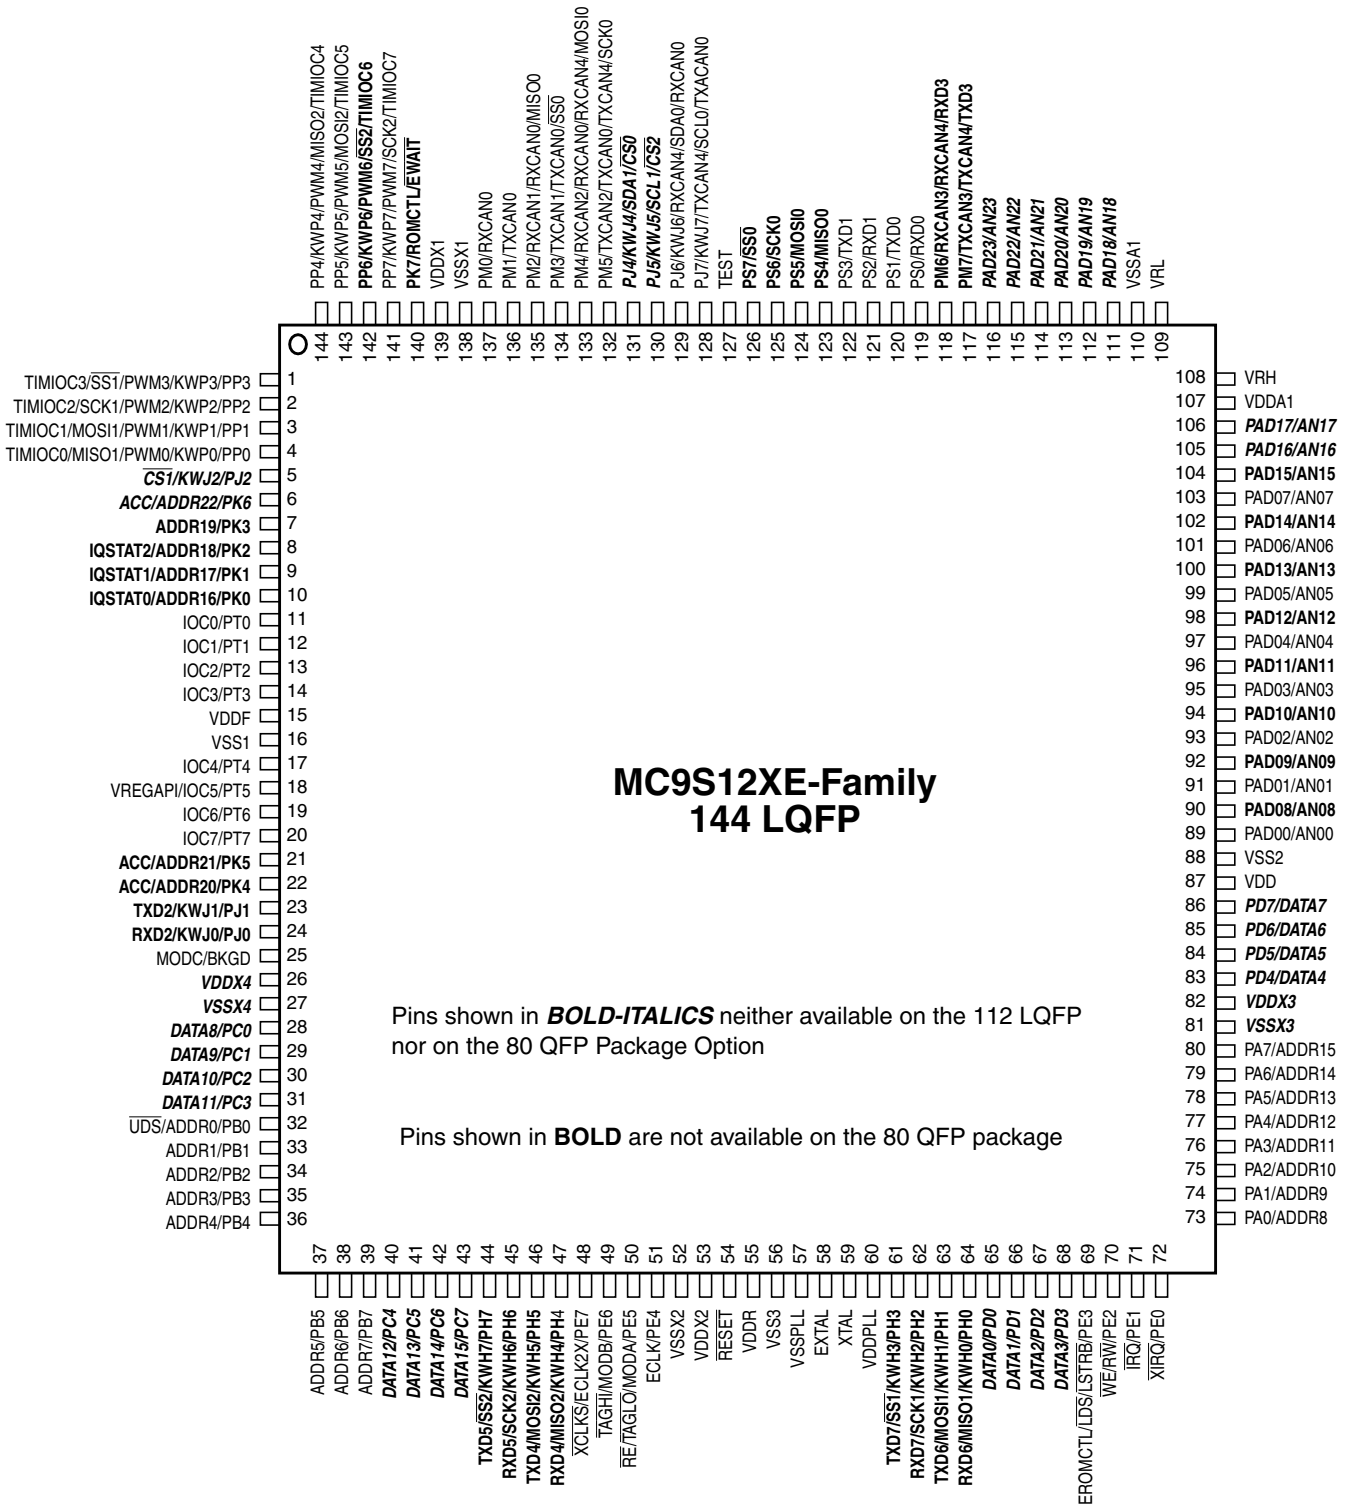 PP4/KWP4/PWM4/MISO2/TIMIOC4
PP5/KWP5/PWM5/MOSI2/TIMIOC5
PP6/KWP6/PWM6/SS2/TIMIOC6
PP7/KWP7/PWM7/SCK2/TIMIOC7
PK7/ROMCTL/EWAIT
VDDX1
VSSX1
PM0/RXCAN0
PM1/TXCAN0
PM2/RXCAN1/RXCAN0/MISO0
PM3/TXCAN1/TXCAN0/SS0
PM4/RXCAN2/RXCAN0/RXCAN4/MOSI0
PM5/TXCAN2/TXCAN0/TXCAN4/SCK0
PJ4/KWJ4/SDA1/CS0
PJ5/KWJ5/SCL1/CS2
PJ6/KWJ6/RXCAN4/SDA0/RXCAN0
PJ7/KWJ7/TXCAN4/SCL0/TXACAN0
TEST
PS7/SS0
PS6/SCK0
PS5/MOSI0
PS4/MISO0
PS3/TXD1
PS2/RXD1
PS1/TXD0
PS0/RXD0
PM6/RXCAN3/RXCAN4/RXD3
PM7/TXCAN3/TXCAN4/TXD3
PAD23/AN23
PAD22/AN22
PAD21/AN21
PAD20/AN20
PAD19/AN19
PAD18/AN18
VSSA1
VRL
144
143
142
141
140
139
138
137
136
135
134
133
132
131
130
129
128
127
126
125
124
123
122
121
120
119
118
117
116
115
114
113
112
111
110
109
TIMIOC3/SS1/PWM3/KWP3/PP3 1
TIMIOC2/SCK1/PWM2/KWP2/PP2 2
TIMIOC1/MOSI1/PWM1/KWP1/PP1 3
TIMIOC0/MISO1/PWM0/KWP0/PP0 4
CS1/KWJ2/PJ2 5
ACC/ADDR22/PK6 6
ADDR19/PK3 7
IQSTAT2/ADDR18/PK2 8
IQSTAT1/ADDR17/PK1 9
IQSTAT0/ADDR16/PK0 10
IOC0/PT0 11
IOC1/PT1 12
IOC2/PT2 13
IOC3/PT3 14
VDDF 15
VSS1 16
IOC4/PT4 17
VREGAPI/IOC5/PT5 18
IOC6/PT6 19
IOC7/PT7 20
ACC/ADDR21/PK5 21
ACC/ADDR20/PK4 22
TXD2/KWJ1/PJ1 23
RXD2/KWJ0/PJ0 24
MODC/BKGD 25
VDDX4 26
VSSX4 27
DATA8/PC0 28
DATA9/PC1 29
DATA10/PC2 30
DATA11/PC3 31
UDS/ADDR0/PB0 32
ADDR1/PB1 33
ADDR2/PB2 34
ADDR3/PB3 35
ADDR4/PB4 36
MC9S12XE-Family
144 LQFP
Pins shown in BOLD-ITALICS neither available on the 112 LQFP
nor on the 80 QFP Package Option
Pins shown in BOLD are not available on the 80 QFP package
108 VRH
107 VDDA1
106 PAD17/AN17
105 PAD16/AN16
104 PAD15/AN15
103 PAD07/AN07
102 PAD14/AN14
101 PAD06/AN06
100 PAD13/AN13
99 PAD05/AN05
98 PAD12/AN12
97 PAD04/AN04
96 PAD11/AN11
95 PAD03/AN03
94 PAD10/AN10
93 PAD02/AN02
92 PAD09/AN09
91 PAD01/AN01
90 PAD08/AN08
89 PAD00/AN00
88 VSS2
87 VDD
86 PD7/DATA7
85 PD6/DATA6
84 PD5/DATA5
83 PD4/DATA4
82 VDDX3
81 VSSX3
80 PA7/ADDR15
79 PA6/ADDR14
78 PA5/ADDR13
77 PA4/ADDR12
76 PA3/ADDR11
75 PA2/ADDR10
74 PA1/ADDR9
73 PA0/ADDR8
37
38
39
40
41
42
43
44
45
46
47
48
49
50
51
52
53
54
55
56
57
58
59
60
61
62
63
64
65
66
67
68
69
70
71
72
ADDR5/PB5
ADDR6/PB6
ADDR7/PB7
DATA12/PC4
DATA13/PC5
DATA14/PC6
DATA15/PC7
TXD5/SS2/KWH7/PH7
RXD5/SCK2/KWH6/PH6
TXD4/MOSI2/KWH5/PH5
RXD4/MISO2/KWH4/PH4
XCLKS/ECLK2X/PE7
TAGHI/MODB/PE6
RE/TAGLO/MODA/PE5
ECLK/PE4
VSSX2
VDDX2
RESET
VDDR
VSS3
VSSPLL
EXTAL
XTAL
VDDPLL
TXD7/SS1/KWH3/PH3
RXD7/SCK1/KWH2/PH2
TXD6/MOSI1/KWH1/PH1
RXD6/MISO1/KWH0/PH0
DATA0/PD0
DATA1/PD1
DATA2/PD2
DATA3/PD3
EROMCTL/LDS/LSTRB/PE3
WE/RW/PE2
IRQ/PE1
XIRQ/PE0